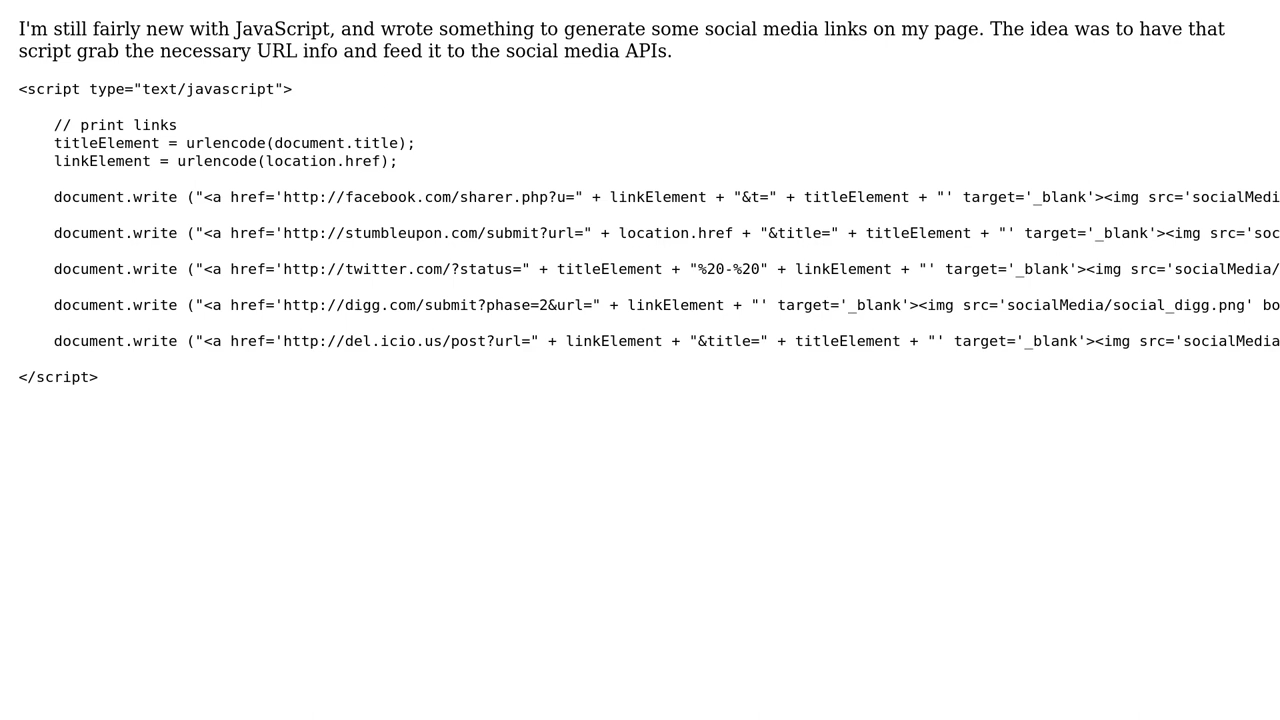 I'm still fairly new with JavaScript, and wrote something to generate some social media links on my page. The idea was to have that
script grab the necessary URL info and feed it to the social media APIs.
<script type="text/javascript">
// print links
titleElement = urlencode(document.title);
linkElement = urlencode(location.href);
document.write ("<a href='http://facebook.com/sharer.php?u=" + linkElement + "&t=" + titleElement + "' target='_blank'><img src='socialMedi
document.write ("<a href='http://stumbleupon.com/submit?url=" + location.href + "&title=" + titleElement + "' target='_blank'><img src='soc
document.write ("<a href='http://twitter.com/?status=" + titleElement + "%20-%20" + linkElement + "' target='_blank'><img src='socialMedia/
document.write ("<a href='http://digg.com/submit?phase=2&url=" + linkElement + "' target='_blank'><img src='socialMedia/social_digg.png' bo
document.write ("<a href='http://del.icio.us/post?url=" + linkElement + "&title=" + titleElement + "' target='_blank'><img src='socialMedia
</script>